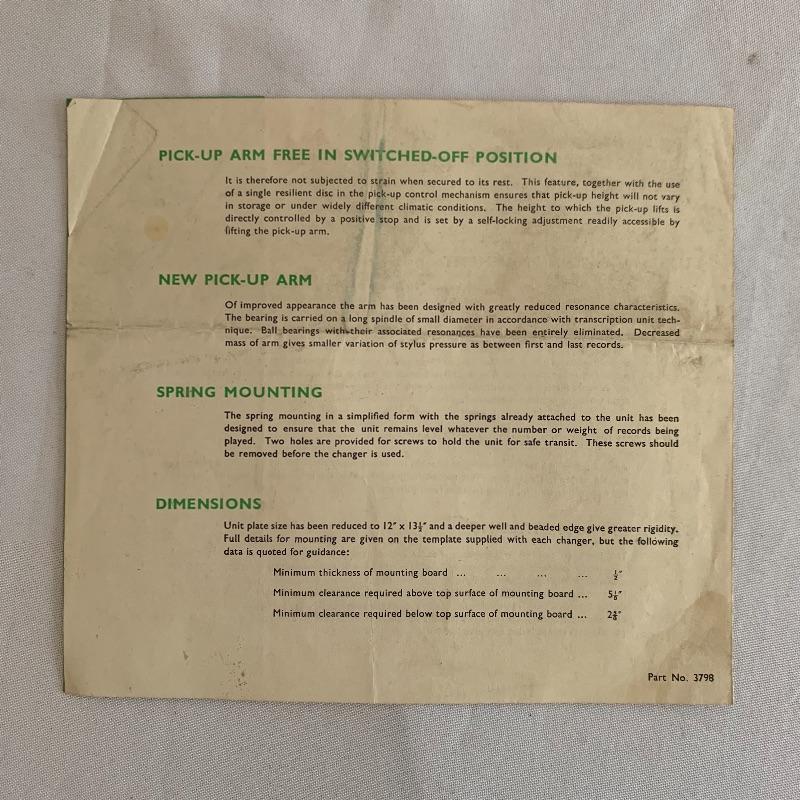 PICK-UP ARM FREE IN SWITCHED-OFF POSITION
It is therefore not subjected to strain when secured to its rest. This feature, together with the use
of a single resilient disc in the pick-up control mechanism ensures that pick-up height will not vary
in storage or under widely different climatic conditions. The height to which the pick-up lifts is
directly controlled by a positive stop and is set by a self-locking adjustment readily accessible by
lifting the pick-up arm.
NEW PICK-UP ARM
Of improved appearance the arm has been designed with greatly reduced resonance characteristics.
The bearing is carried on a long spindle of small diameter in accordance with transcription unit tech-
nique. Ball bearings with their associated resonances have been entirely eliminated. Decreased
mass of arm gives smaller variation of stylus pressure as between first and last records.
SPRING MOUNTING
The spring mounting in a simplified form with the springs already attached to the unit has been
designed to ensure that the unit remains level whatever the number or weight of records being
played. Two holes are provided for screws to hold the unit for safe transit. These screws should
be removed before the changer is used.
DIMENSIONS
Unit plate size has been reduced to 12″ x and a deeper well and beaded edge give greater rigidity.
Full details for mounting are given on the template supplied with each changer, but the following
data is quoted for guidance:
Minimum thickness of mounting board ... ... ... ... ½″
Minimum clearance required above top surface of mounting board ...
Minimum clearance required below top surface of mounting board ...
Part No. 3798